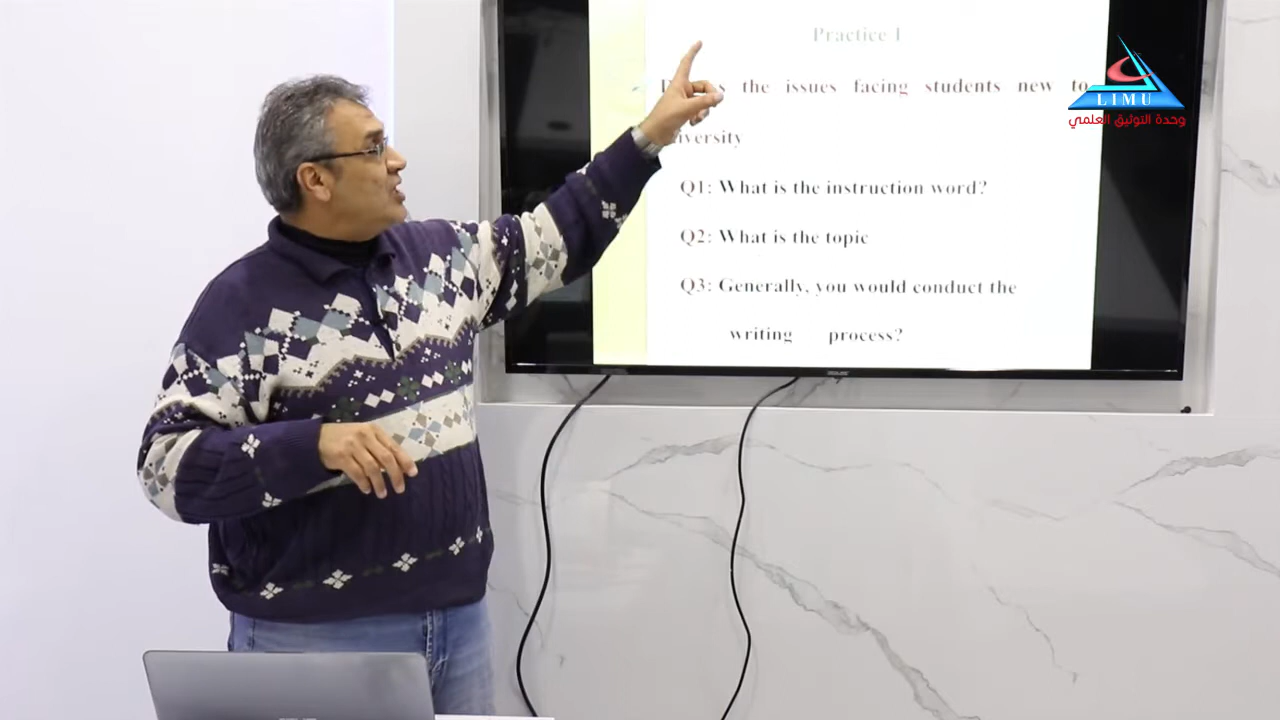 Practice 1
the issues facing students new to
Q1: What is the instruction word?
Q2: What is the topic
Q3: Generally, you would conduct the
writing process?
LIMU
وحدة التوثيق العلمي